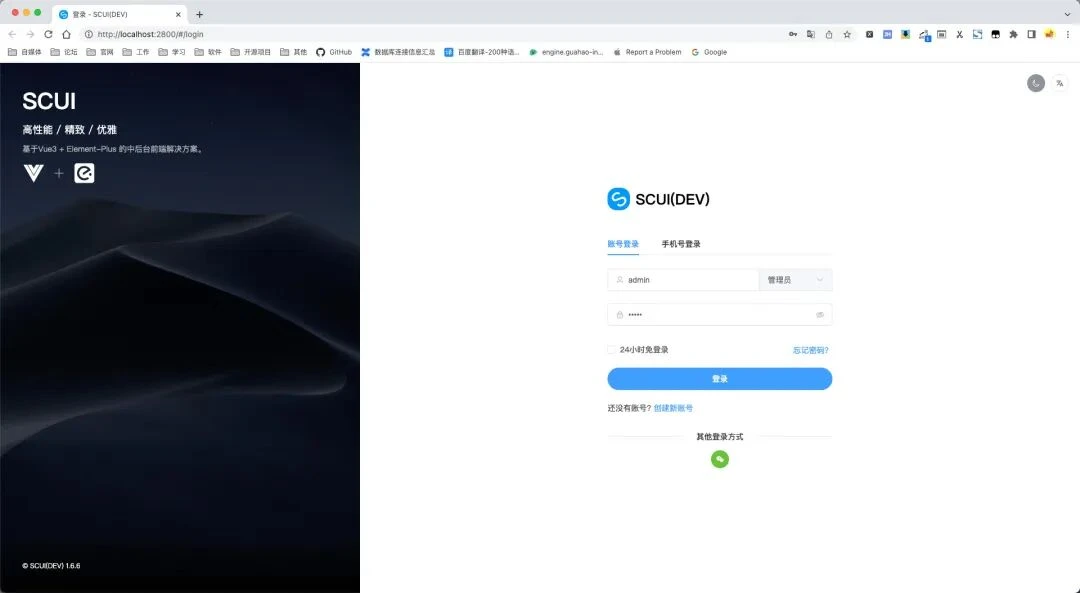 登录 - SCUI(DEV)
http://localhost:2800/#/login
自媒体 论坛 官网 工作 学习 软件 开源项目 其他 GitHub 数据库连接信息汇总 百度翻译-200种语... engine.guahao-in... Report a Problem Google
SCUI
高性能 / 精致 / 优雅
基于Vue3 + Element-Plus 的中后台前端解决方案。
+
SCUI(DEV)
账号登录 手机号登录
admin 管理员
•••••
24小时免登录 忘记密码?
登录
还没有账号? 创建新账号
其他登录方式
© SCUI(DEV) 1.6.6